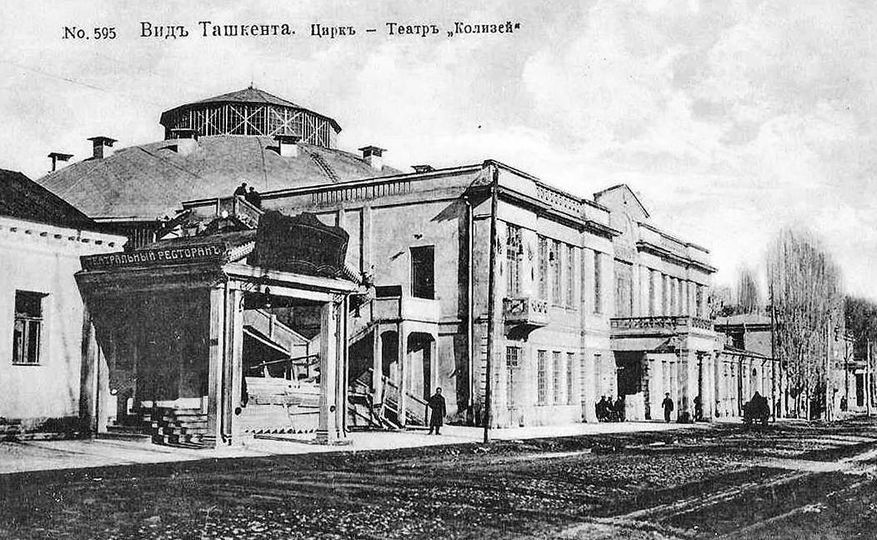 No. 595 Видъ Ташкента. Циркъ – Театръ „Колизей"
ТЕАТРАЛЬНЫЙ РЕСТОРАНЪ